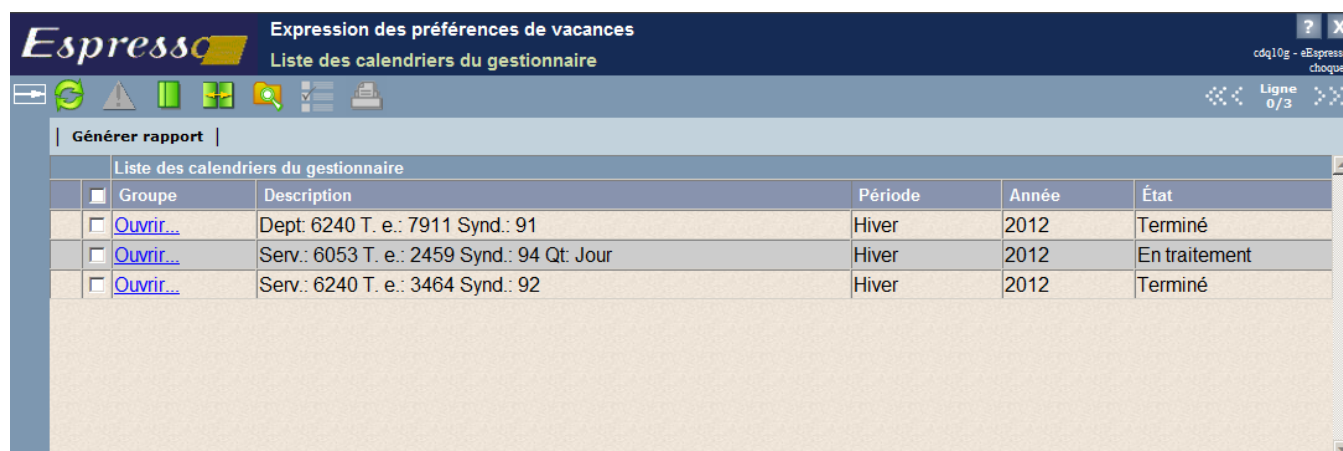 Espresso
Expression des préférences de vacances
Liste des calendriers du gestionnaire
? X
cdq10g - eEspress
choque
Ligne
0/3
| Générer rapport |
Liste des calendriers du gestionnaire
Groupe Description Période Année État
Ouvrir... Dept: 6240 T. e.: 7911 Synd.: 91 Hiver 2012 Terminé
Ouvrir... Serv.: 6053 T. e.: 2459 Synd.: 94 Qt: Jour Hiver 2012 En traitement
Ouvrir... Serv.: 6240 T. e.: 3464 Synd.: 92 Hiver 2012 Terminé